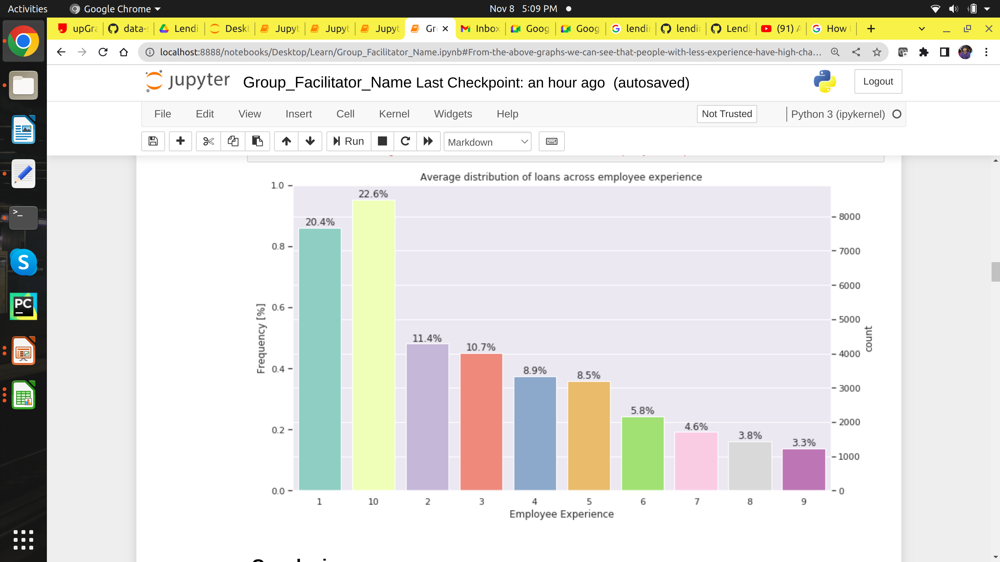 Activities Google Chrome Nov 8 5:09 PM
upGra data-s Lendi Deskt Jupyt Jupyt Jupyt Gr Inbox Goog Goog lendin lendin Lendi (91) A How
localhost:8888/notebooks/Desktop/Learn/Group_Facilitator_Name.ipynb#From-the-above-graphs-we-can-see-that-people-with-less-experience-have-high-cha...
jupyter Group_Facilitator_Name Last Checkpoint: an hour ago (autosaved) Logout
File Edit View Insert Cell Kernel Widgets Help Not Trusted Python 3 (ipykernel)
Run Markdown
Average distribution of loans across employee experience
1.0
22.6%
8000
20.4%
0.8
7000
6000
0.6
5000
Frequency [%]
count
11.4%
10.7%
4000
0.4
8.9%
8.5%
3000
5.8%
2000
0.2
4.6%
3.8%
3.3%
1000
0.0
0
1 10 2 3 4 5 6 7 8 9
Employee Experience
>_
S
PC